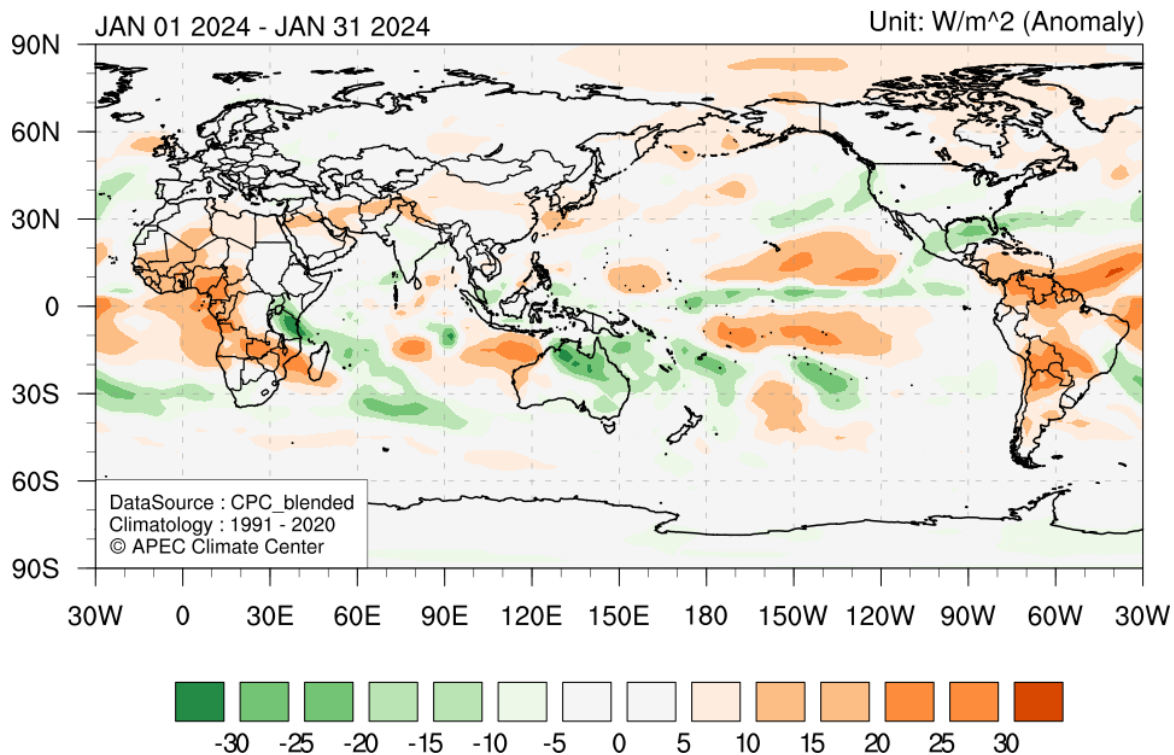 JAN 01 2024 - JAN 31 2024
Unit: W/m^2 (Anomaly)
90N
60N
30N
0
30S
60S
90S
DataSource : CPC_blended
Climatology : 1991 - 2020
© APEC Climate Center
30W 0 30E 60E 90E 120E 150E 180 150W 120W 90W 60W 30W
-30 -25 -20 -15 -10 -5 0 5 10 15 20 25 30